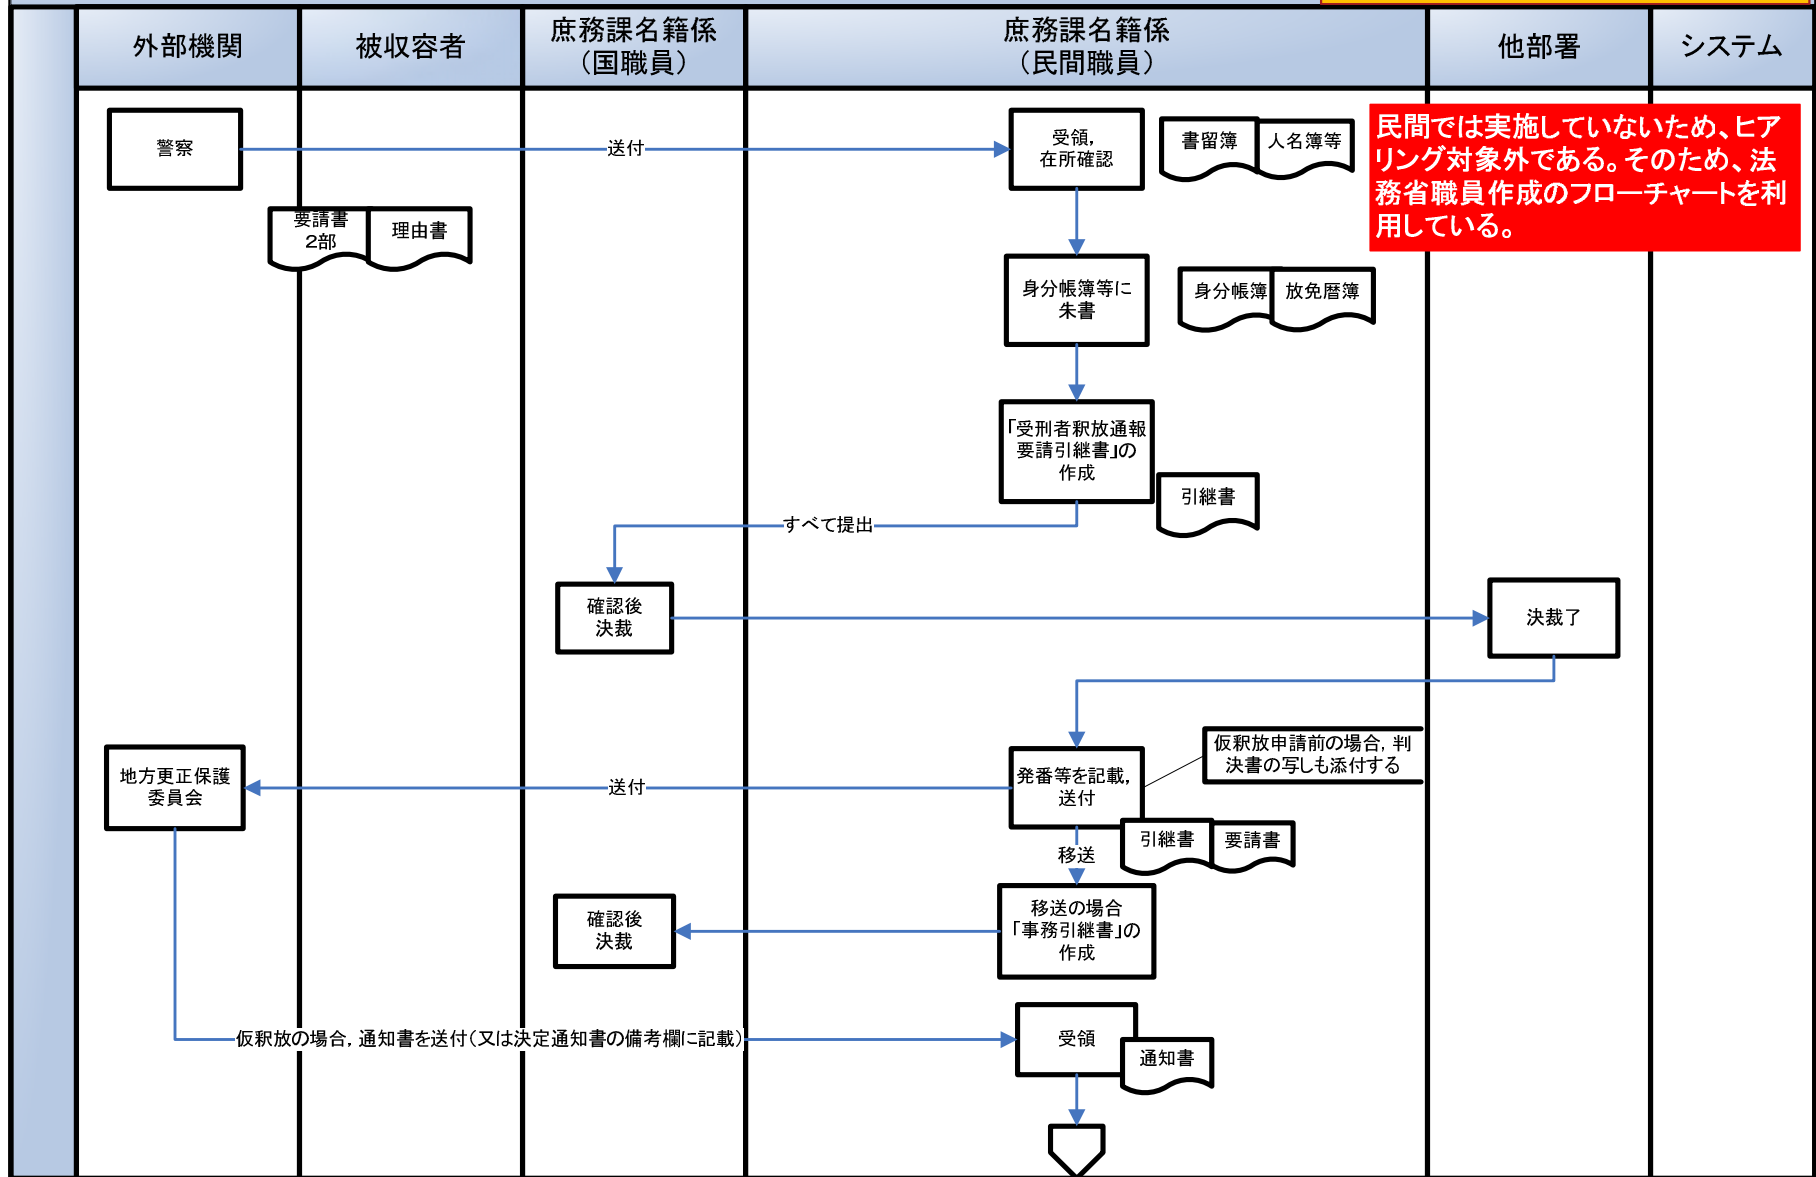 外部機関
被収容者
庶務課名籍係
（国職員）
庶務課名籍係
（民間職員）
他部署
システム
警察
送付
受領，
在所確認
書留簿
人名簿等
民間では実施していないため、ヒア
リング対象外である。そのため、法
務省職員作成のフローチャートを利
用している。
要請書
２部
理由書
身分帳簿等に
朱書
身分帳簿
放免暦簿
「受刑者釈放通報
要請引継書」の
作成
引継書
すべて提出
確認後
決裁
決裁了
地方更正保護
委員会
送付
発番等を記載，
送付
仮釈放申請前の場合，判
決書の写しも添付する
引継書
要請書
移送
確認後
決裁
移送の場合
「事務引継書」の
作成
仮釈放の場合，通知書を送付（又は決定通知書の備考欄に記載）
受領
通知書